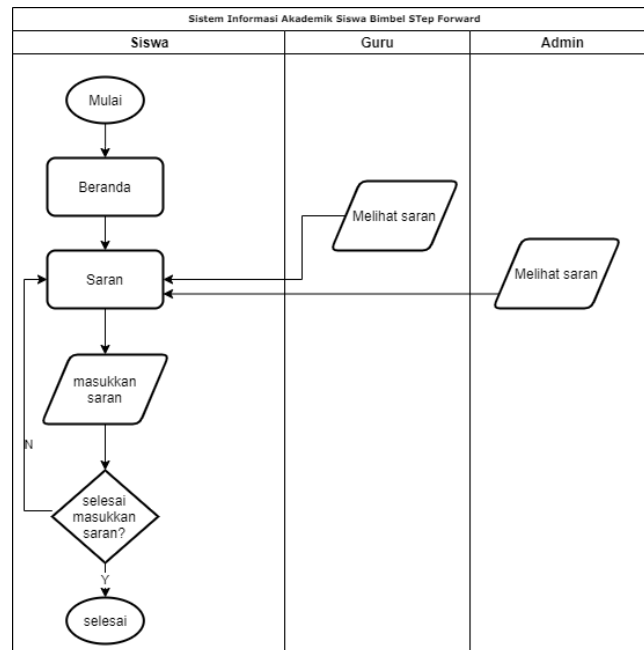 Sistem Informasi Akademik Siswa Bimbel STep Forward
Siswa
Guru
Admin
Mulai
Beranda
Melihat saran
Saran
Melihat saran
masukkan
saran
N
selesai
masukkan
saran?
Y
selesai